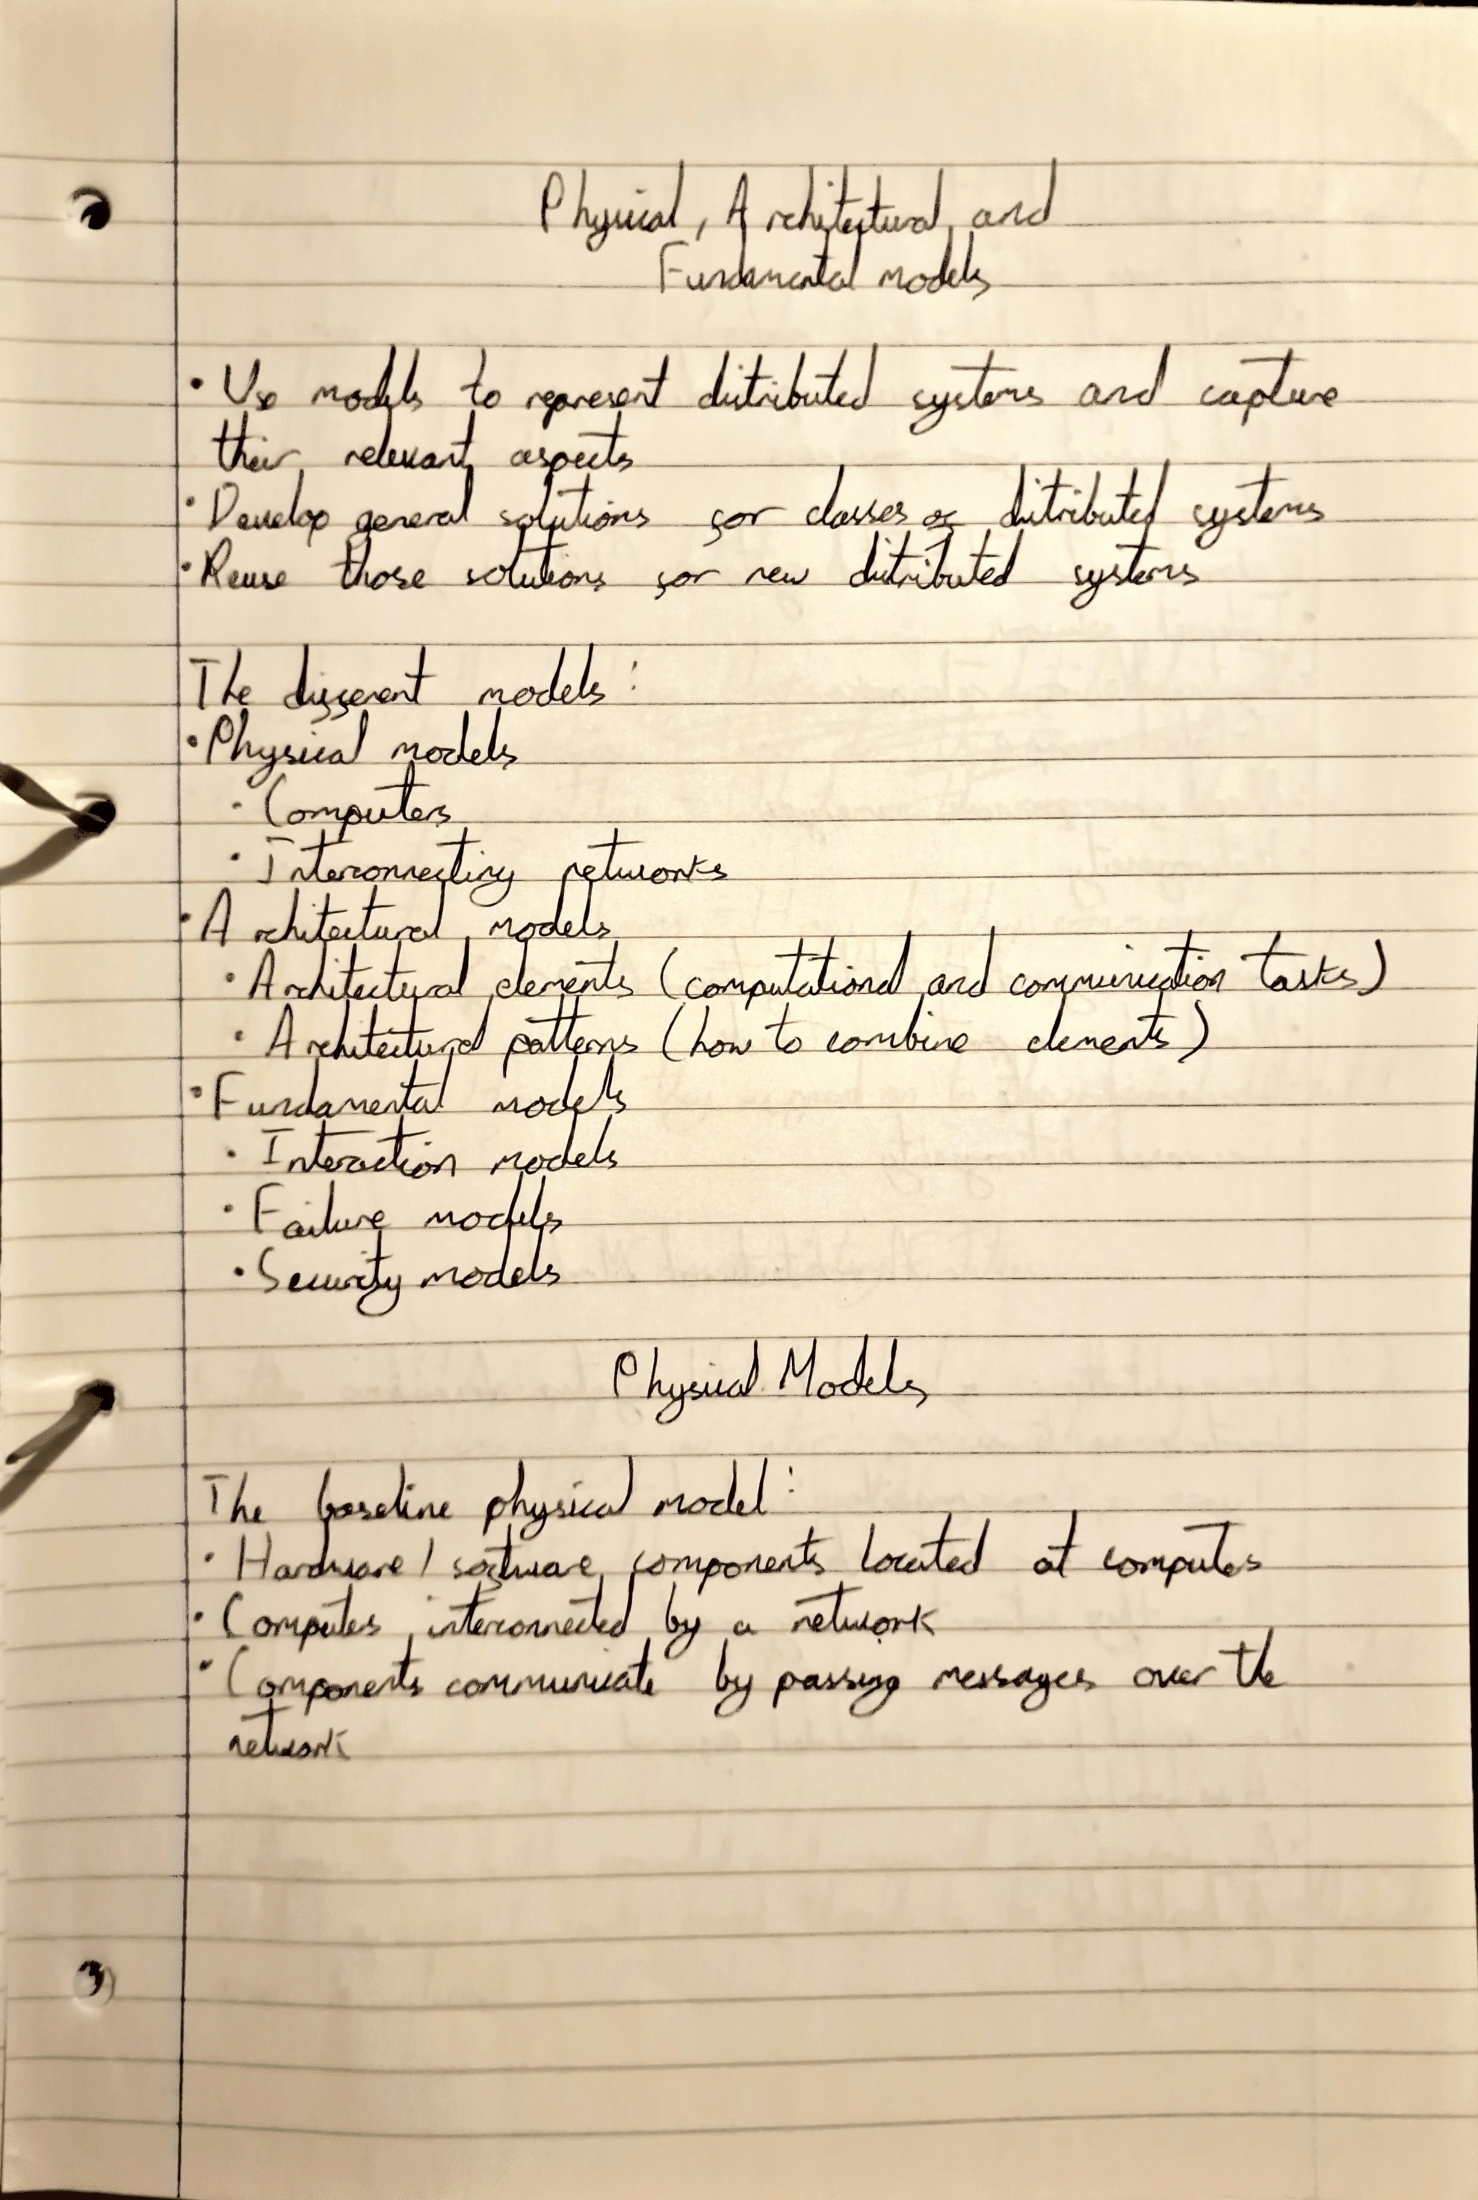 Physical, Architectural and
Fundamental models
• Use models to represent distributed systems and capture
their relevant aspects
• Develop general solutions for classes of distributed systems
• Reuse those solutions for new distributed systems
The different models:
• Physical models
• Computers
• Interconnecting networks
• Architectural models
• Architectural elements (computational and communication tasks)
• Architectural patterns (how to combine elements)
• Fundamental models
• Interaction models
• Failure models
• Security models
Physical Models
The baseline physical model:
• Hardware / software components located at computers
• Computers interconnected by a network
• Components communicate by passing messages over the
network